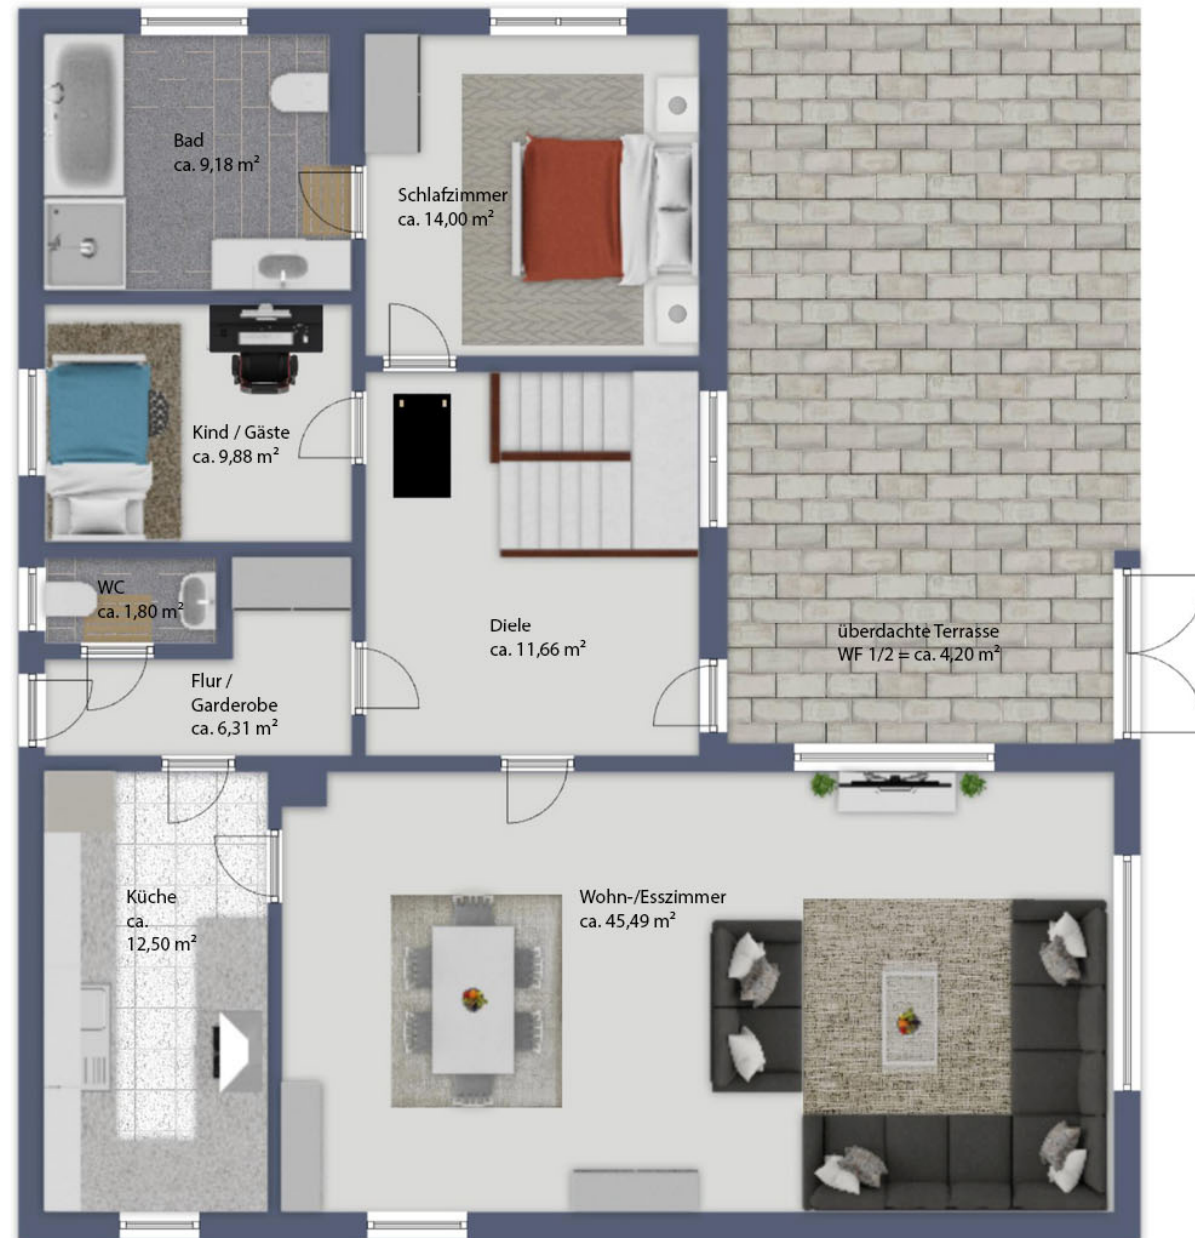 Bad
ca. 9,18 m²
Schlafzimmer
ca. 14,00 m²
Kind / Gäste
ca. 9,88 m²
WC
ca. 1,80 m²
Diele
ca. 11,66 m²
überdachte Terrasse
WF 1/2 = ca. 4,20 m²
Flur /
Garderobe
ca. 6,31 m²
Küche
ca.
12,50 m²
Wohn-/Esszimmer
ca. 45,49 m²